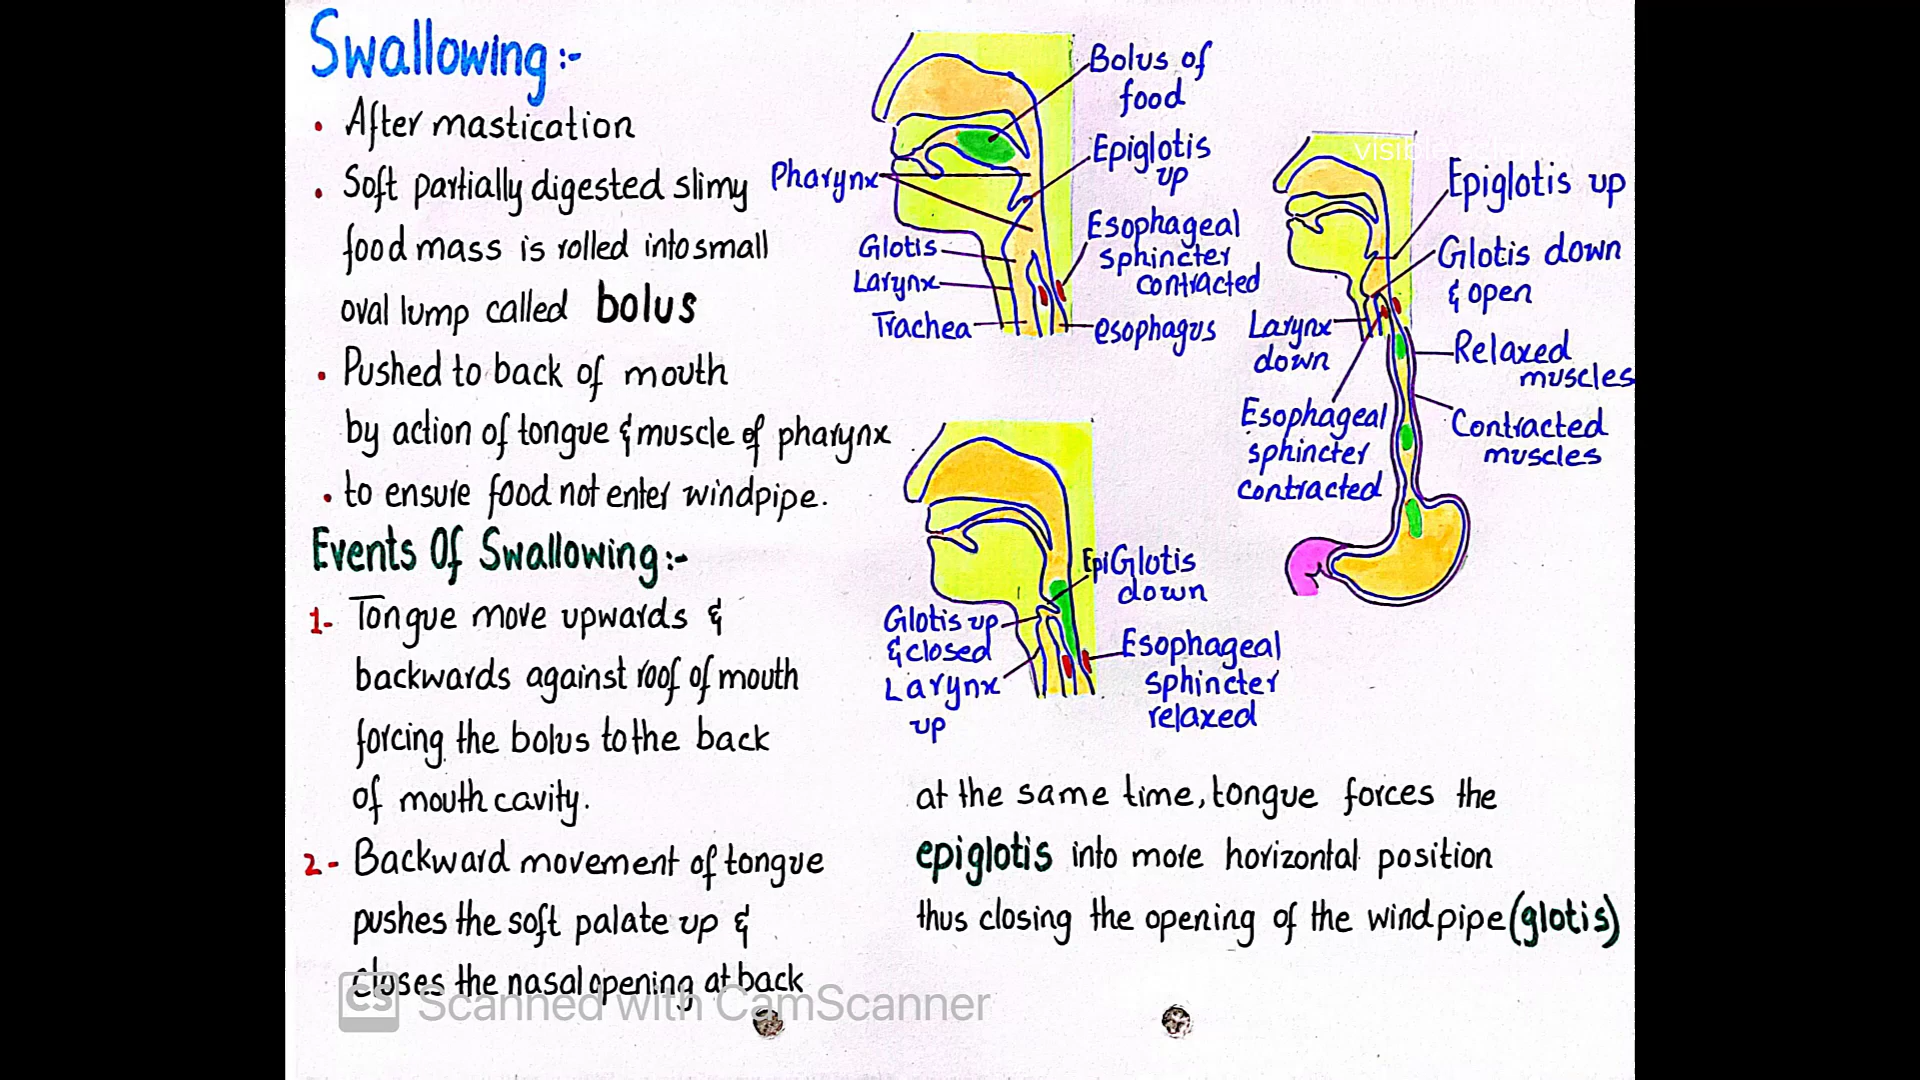 Swallowing:-
• After mastication
• Soft partially digested slimy
food mass is rolled into small
oval lump called bolus
• Pushed to back of mouth
by action of tongue & muscle of pharynx
• to ensure food not enter windpipe.
Events Of Swallowing:-
1- Tongue move upwards &
backwards against roof of mouth
forcing the bolus to the back
of mouth cavity.
2- Backward movement of tongue
pushes the soft palate up &
closes the nasal opening at back
Bolus of
food
Epiglotis
up
Pharynx
Esophageal
sphincter
contracted
Glotis
Larynx
Trachea
esophagus
Epiglotis up
Glotis down
& open
Larynx
down
Relaxed
muscles
Esophageal
sphincter
contracted
Contracted
muscles
EpiGlotis
down
Glotis up
& closed
Larynx
up
Esophageal
sphincter
relaxed
at the same time, tongue forces the
epiglotis into more horizontal position
thus closing the opening of the windpipe (glotis)
CS Scanned with CamScanner